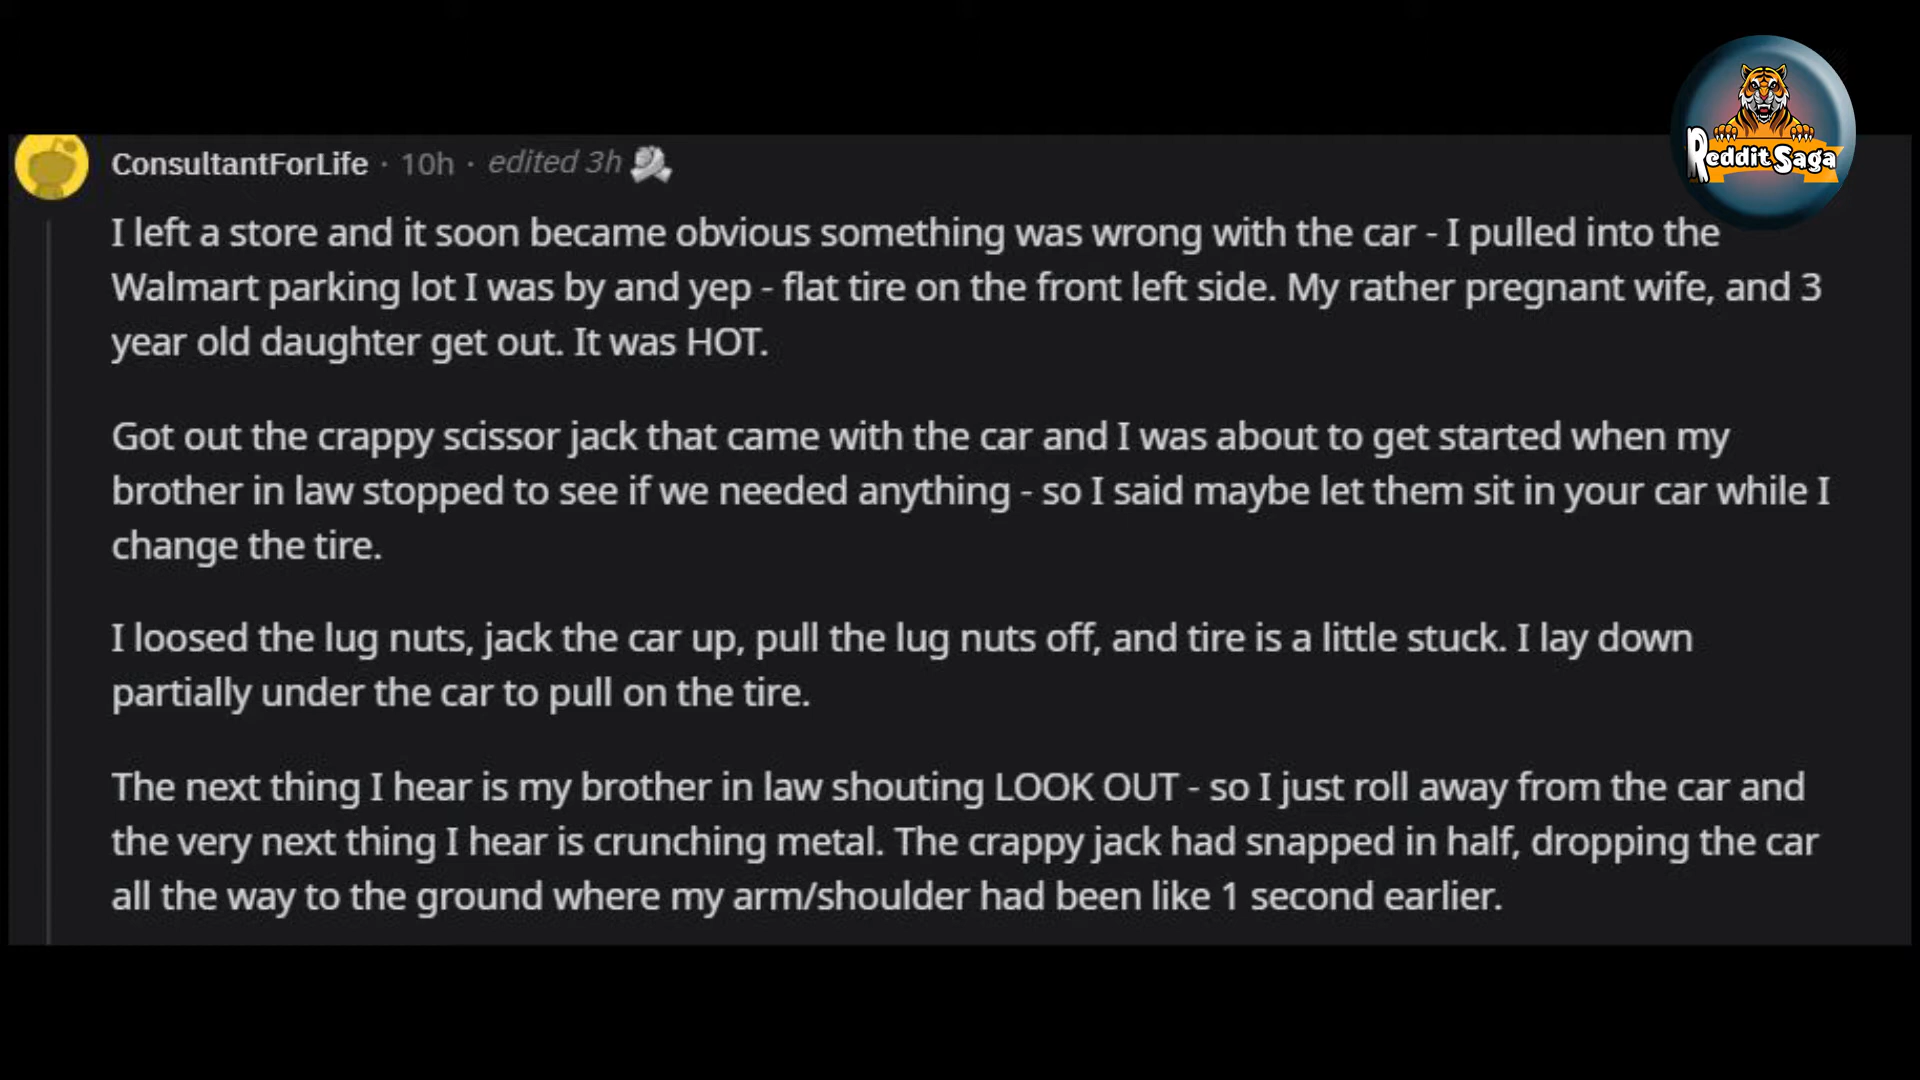 Reddit Saga
ConsultantForLife · 10h · edited 3h
I left a store and it soon became obvious something was wrong with the car - I pulled into the
Walmart parking lot I was by and yep - flat tire on the front left side. My rather pregnant wife, and 3
year old daughter get out. It was HOT.
Got out the crappy scissor jack that came with the car and I was about to get started when my
brother in law stopped to see if we needed anything - so I said maybe let them sit in your car while I
change the tire.
I loosed the lug nuts, jack the car up, pull the lug nuts off, and tire is a little stuck. I lay down
partially under the car to pull on the tire.
The next thing I hear is my brother in law shouting LOOK OUT - so I just roll away from the car and
the very next thing I hear is crunching metal. The crappy jack had snapped in half, dropping the car
all the way to the ground where my arm/shoulder had been like 1 second earlier.